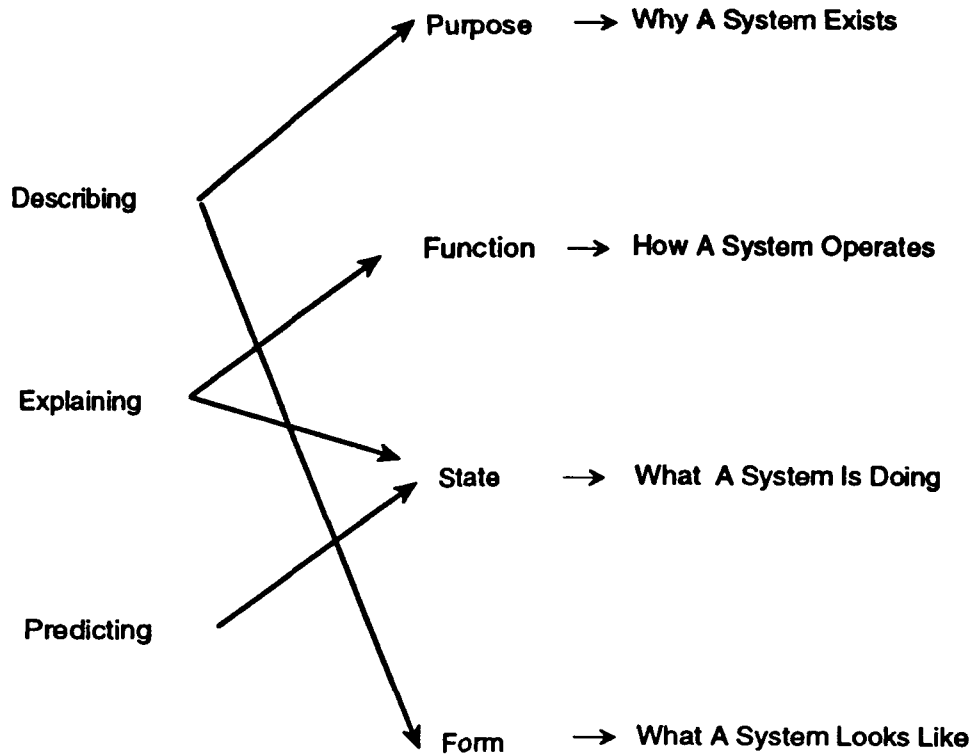 Purpose → Why A System Exists
Describing
Function → How A System Operates
Explaining
State → What A System Is Doing
Predicting
Form → What A System Looks Like